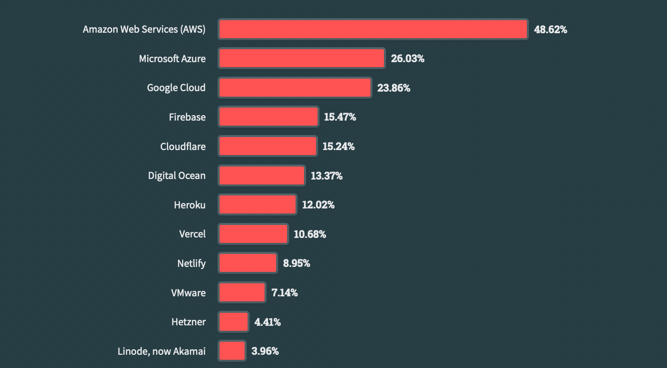 Amazon Web Services (AWS) 48.62%
Microsoft Azure 26.03%
Google Cloud 23.86%
Firebase 15.47%
Cloudflare 15.24%
Digital Ocean 13.37%
Heroku 12.02%
Vercel 10.68%
Netlify 8.95%
VMware 7.14%
Hetzner 4.41%
Linode, now Akamai 3.96%